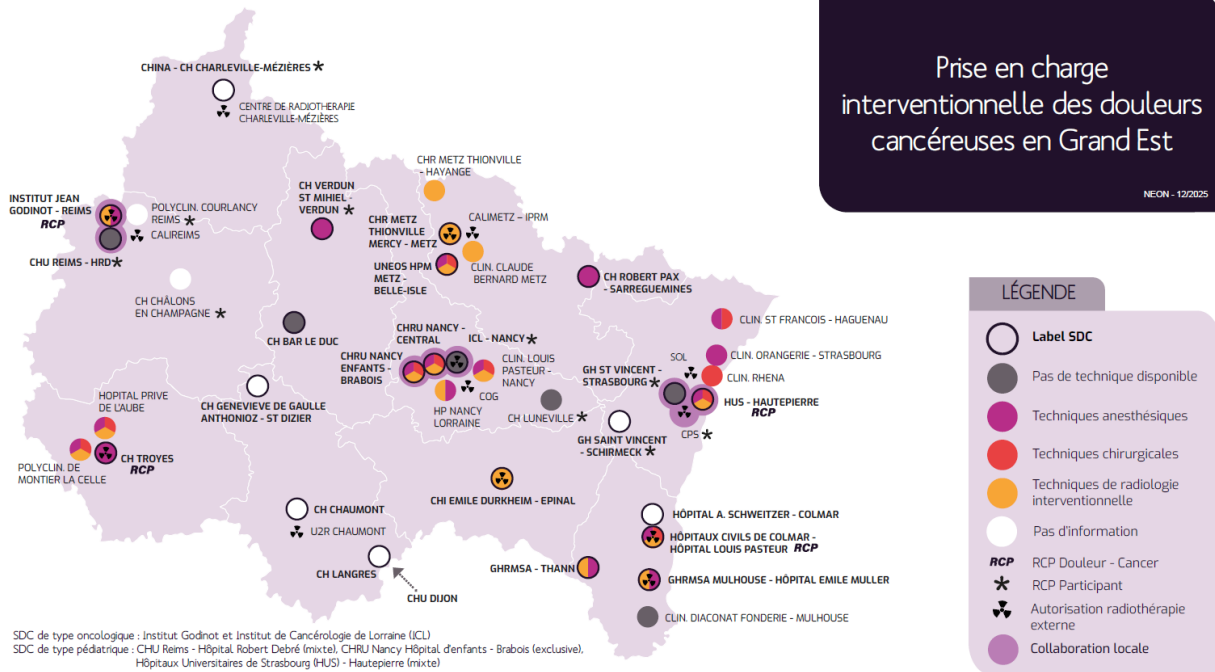 Prise en charge
interventionnelle des douleurs
cancéreuses en Grand Est
NEON - 12/2025
CHINA - CH CHARLEVILLE-MÉZIÈRES *
CENTRE DE RADIOTHERAPIE
CHARLEVILLE-MÉZIÈRES
INSTITUT JEAN
GODINOT - REIMS
RCP
POLYCLIN. COURLANCY
REIMS *
CALIREIMS
CHU REIMS - HRD*
CH CHÂLONS
EN CHAMPAGNE *
CH VERDUN
ST MIHIEL -
VERDUN *
CHR METZ THIONVILLE
- HAYANGE
CHR METZ
THIONVILLE
MERCY - METZ
CALIMETZ – IPRM
CLIN. CLAUDE
BERNARD METZ
UNEOS HPM
METZ -
BELLE-ISLE
CH ROBERT PAX
- SARREGUEMINES
CH BAR LE DUC
CHRU NANCY -
CENTRAL
ICL - NANCY*
CHRU NANCY
ENFANTS -
BRABOIS
CLIN. LOUIS
PASTEUR -
NANCY
COG
HP NANCY
LORRAINE
CH LUNEVILLE *
CLIN. ST FRANCOIS - HAGUENAU
CLIN. ORANGERIE - STRASBOURG
SOL
CLIN. RHENA
GH ST VINCENT -
STRASBOURG *
HUS - HAUTEPIERRE
RCP
CPS *
GH SAINT VINCENT
- SCHIRMECK *
CH GENEVIEVE DE GAULLE
ANTHONIOZ - ST DIZIER
HOPITAL PRIVE
DE L'AUBE
CH TROYES
RCP
POLYCLIN. DE
MONTIER LA CELLE
CHI EMILE DURKHEIM - EPINAL
CH CHAUMONT
U2R CHAUMONT
CH LANGRES
CHU DIJON
HÔPITAL A. SCHWEITZER - COLMAR
HÔPITAUX CIVILS DE COLMAR -
HÔPITAL LOUIS PASTEUR RCP
GHRMSA - THANN
GHRMSA MULHOUSE - HÔPITAL EMILE MULLER
CLIN. DIACONAT FONDERIE - MULHOUSE
LÉGENDE
Label SDC
Pas de technique disponible
Techniques anesthésiques
Techniques chirurgicales
Techniques de radiologie
interventionnelle
Pas d'information
RCP RCP Douleur - Cancer
* RCP Participant
Autorisation radiothérapie
externe
Collaboration locale
SDC de type oncologique : Institut Godinot et Institut de Cancérologie de Lorraine (ICL)
SDC de type pédiatrique : CHU Reims - Hôpital Robert Debré (mixte), CHRU Nancy Hôpital d'enfants - Brabois (exclusive),
Hôpitaux Universitaires de Strasbourg (HUS) - Hautepierre (mixte)